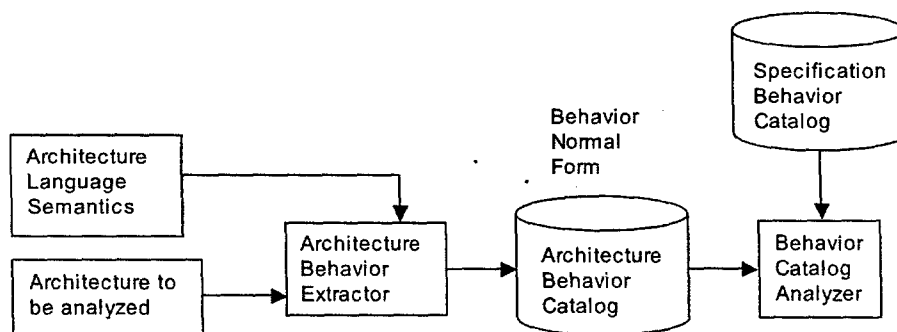 Specification
Behavior
Catalog
Behavior
Normal
Form
Architecture
Language
Semantics
Architecture
Behavior
Extractor
Architecture
Behavior
Catalog
Behavior
Catalog
Analyzer
Architecture to
be analyzed